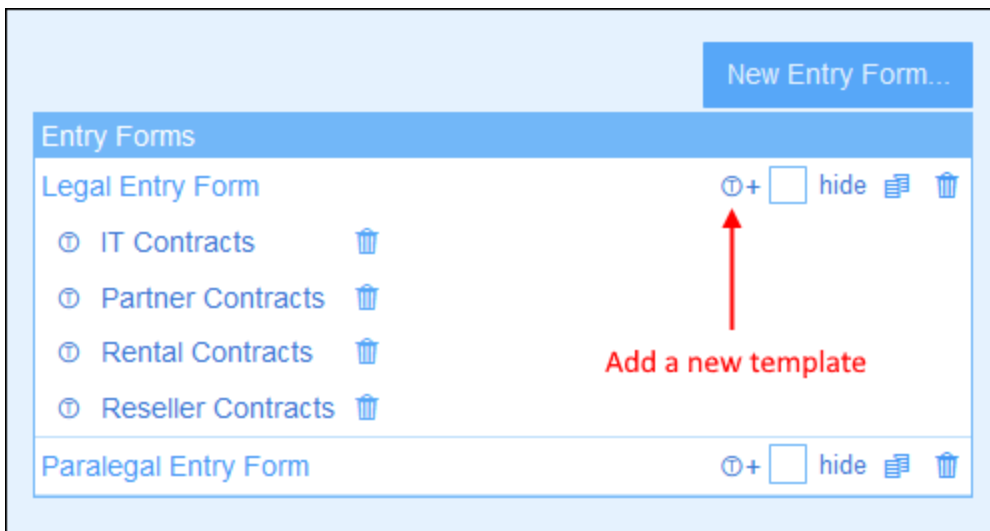 New Entry Form...
Entry Forms
Legal Entry Form Ⓣ+ hide
Ⓣ IT Contracts
Ⓣ Partner Contracts
Ⓣ Rental Contracts
Add a new template
Ⓣ Reseller Contracts
Paralegal Entry Form Ⓣ+ hide